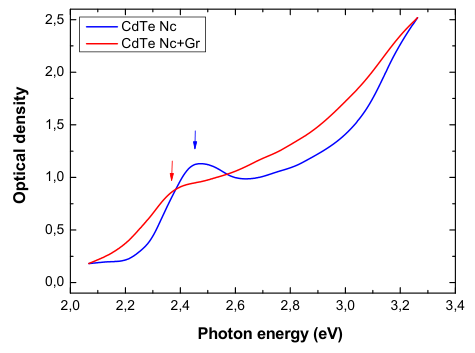 CdTe Nc
CdTe Nc+Gr
Optical density
2,5
2,0
1,5
1,0
0,5
0,0
2,0 2,2 2,4 2,6 2,8 3,0 3,2 3,4
Photon energy (eV)